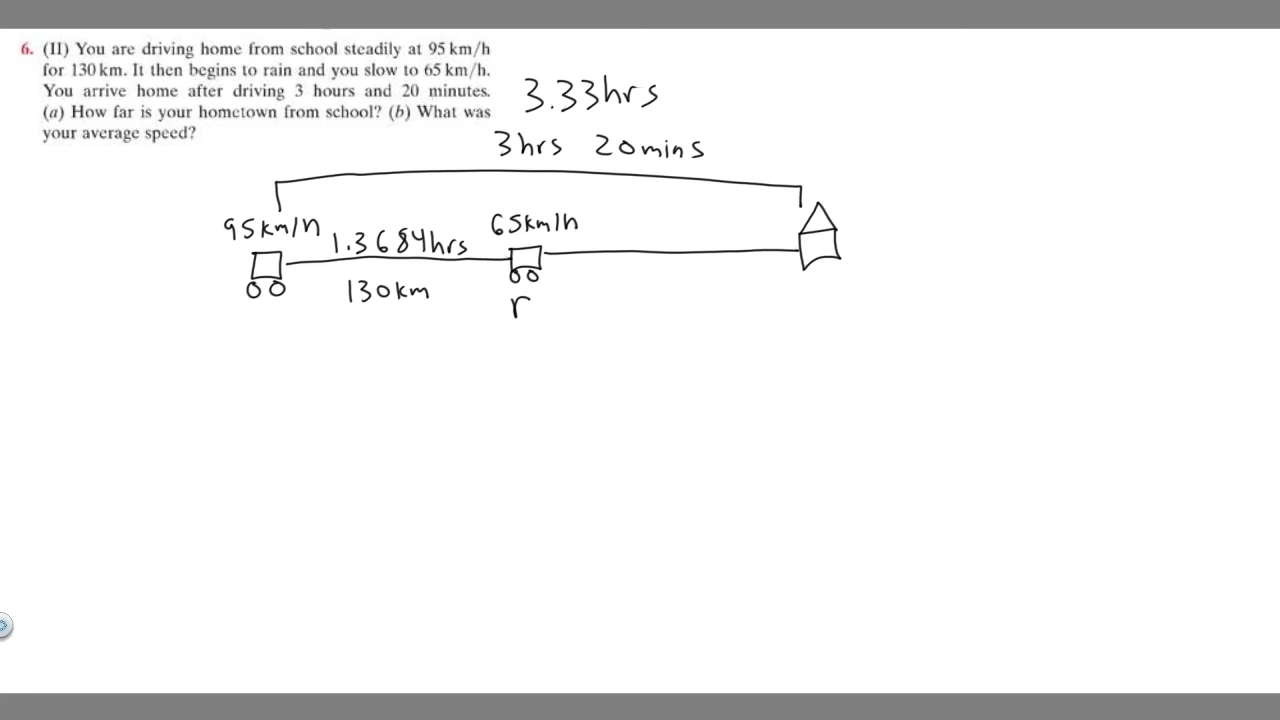 6. (II) You are driving home from school steadily at 95 km/h
for 130 km. It then begins to rain and you slow to 65 km/h.
You arrive home after driving 3 hours and 20 minutes.
(a) How far is your hometown from school? (b) What was
your average speed?
3.33hrs
3hrs 20mins
95km/h 1.3684hrs 65km/h
130km
r